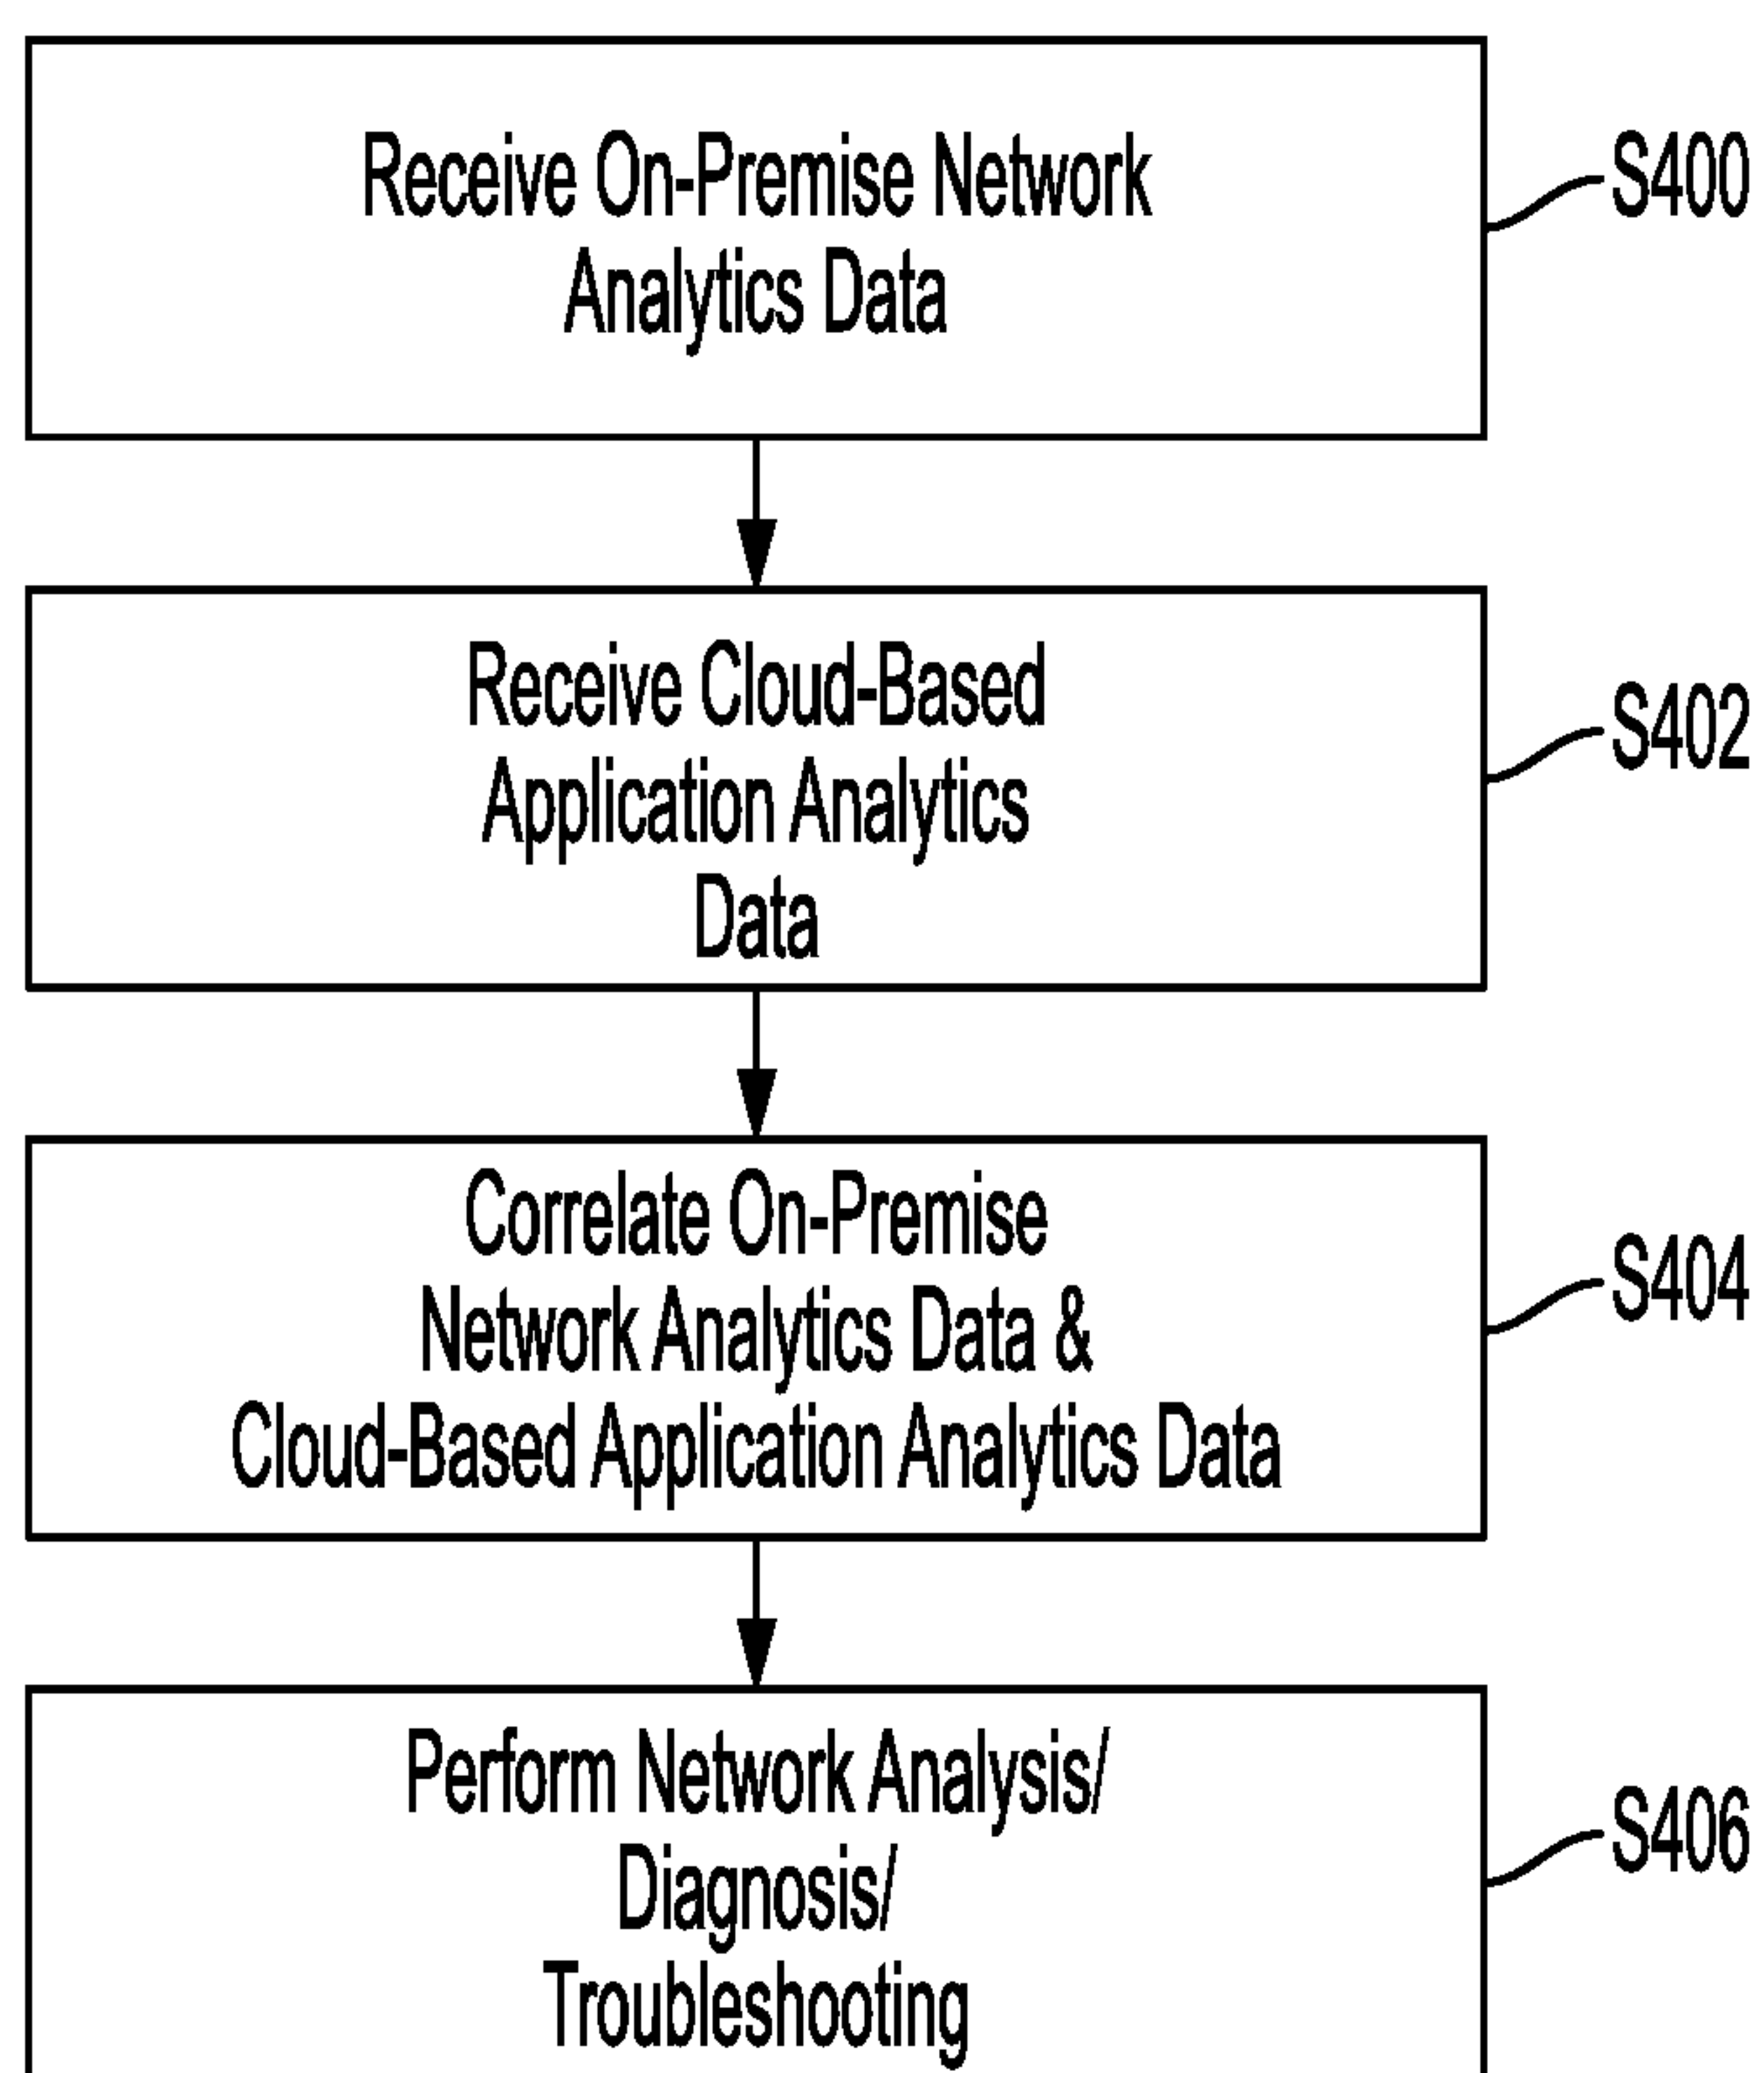 Receive On-Premise Network
Analytics Data
S400
Receive Cloud-Based
Application Analytics
Data
S402
Correlate On-Premise
Network Analytics Data &
Cloud-Based Application Analytics Data
S404
Perform Network Analysis/
Diagnosis/
Troubleshooting
S406